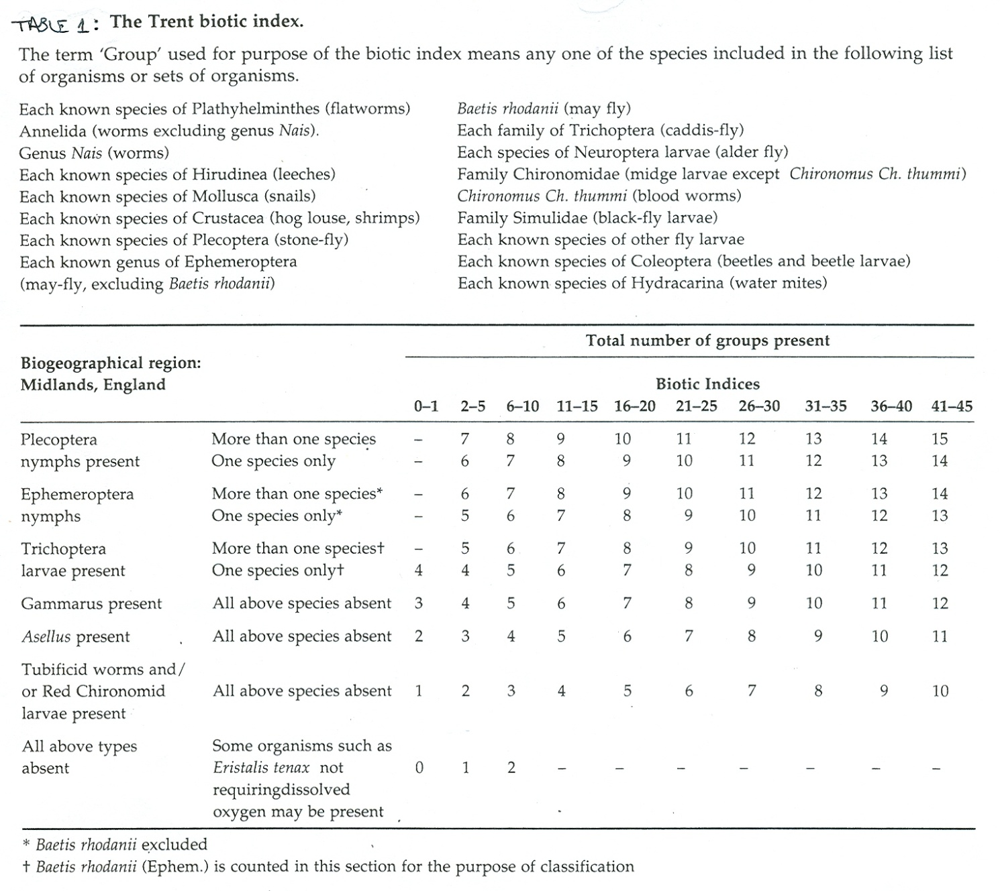 TABLE 1: The Trent biotic index.
The term ‘Group’ used for purpose of the biotic index means any one of the species included in the following list
of organisms or sets of organisms.
Each known species of Plathyhelminthes (flatworms)
Annelida (worms excluding genus Nais).
Genus Nais (worms)
Each known species of Hirudinea (leeches)
Each known species of Mollusca (snails)
Each known species of Crustacea (hog louse, shrimps)
Each known species of Plecoptera (stone-fly)
Each known genus of Ephemeroptera
(may-fly, excluding Baetis rhodanii)
Baetis rhodanii (may fly)
Each family of Trichoptera (caddis-fly)
Each species of Neuroptera larvae (alder fly)
Family Chironomidae (midge larvae except Chironomus Ch. thummi)
Chironomus Ch. thummi (blood worms)
Family Simulidae (black-fly larvae)
Each known species of other fly larvae
Each known species of Coleoptera (beetles and beetle larvae)
Each known species of Hydracarina (water mites)
Total number of groups present
Biogeographical region:
Midlands, England
Biotic Indices
0–1 2–5 6–10 11–15 16–20 21–25 26–30 31–35 36–40 41–45
Plecoptera More than one species – 7 8 9 10 11 12 13 14 15
nymphs present One species only – 6 7 8 9 10 11 12 13 14
Ephemeroptera More than one species* – 6 7 8 9 10 11 12 13 14
nymphs One species only* – 5 6 7 8 9 10 11 12 13
Trichoptera More than one species† – 5 6 7 8 9 10 11 12 13
larvae present One species only† 4 4 5 6 7 8 9 10 11 12
Gammarus present All above species absent 3 4 5 6 7 8 9 10 11 12
Asellus present All above species absent 2 3 4 5 6 7 8 9 10 11
Tubificid worms and/
or Red Chironomid All above species absent 1 2 3 4 5 6 7 8 9 10
larvae present
All above types Some organisms such as
absent Eristalis tenax not 0 1 2 – – – – – – –
requiringdissolved
oxygen may be present
* Baetis rhodanii excluded
† Baetis rhodanii (Ephem.) is counted in this section for the purpose of classification